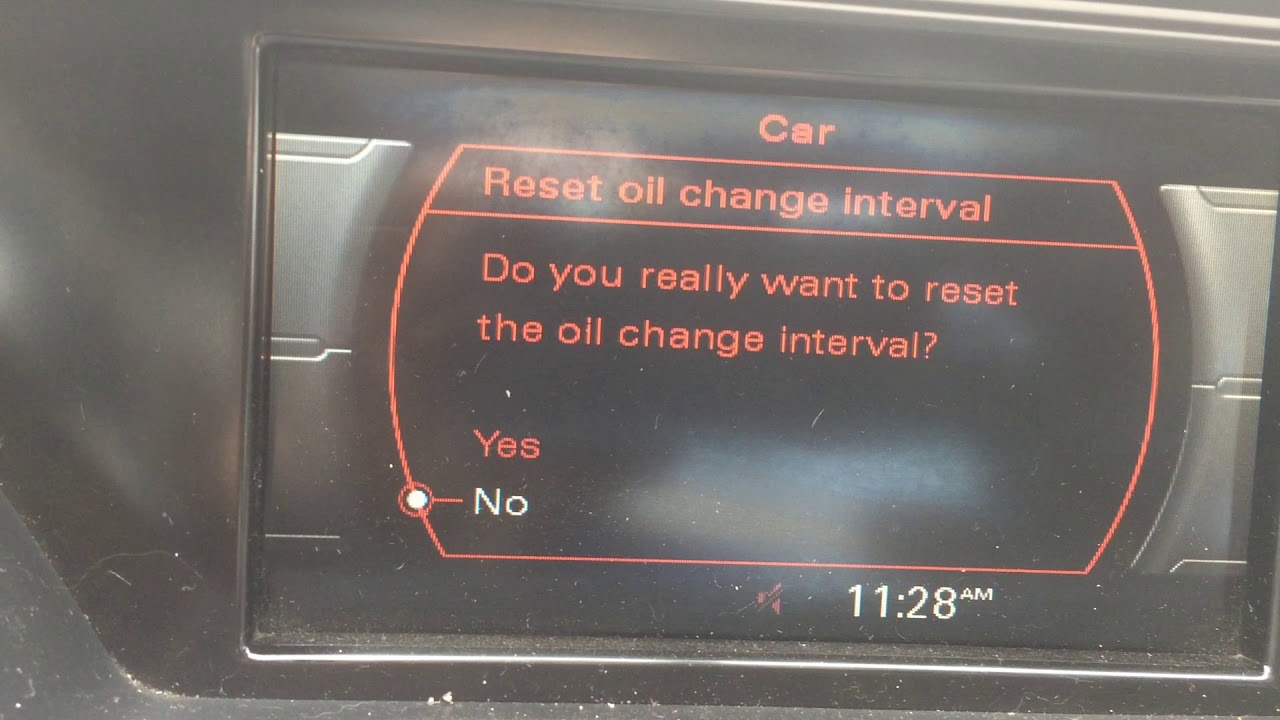 Car
Reset oil change interval
Do you really want to reset
the oil change interval?
Yes
No
11:28AM